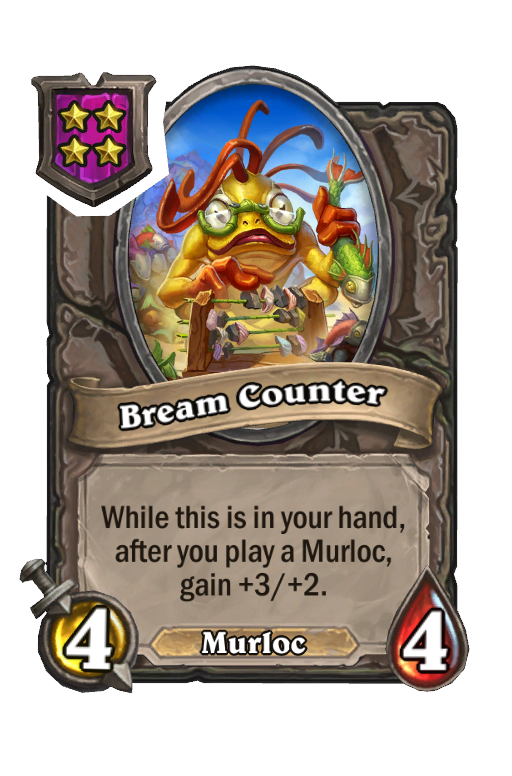 Bream Counter
While this is in your hand,
after you play a Murloc,
gain +3/+2.
4
Murloc
4